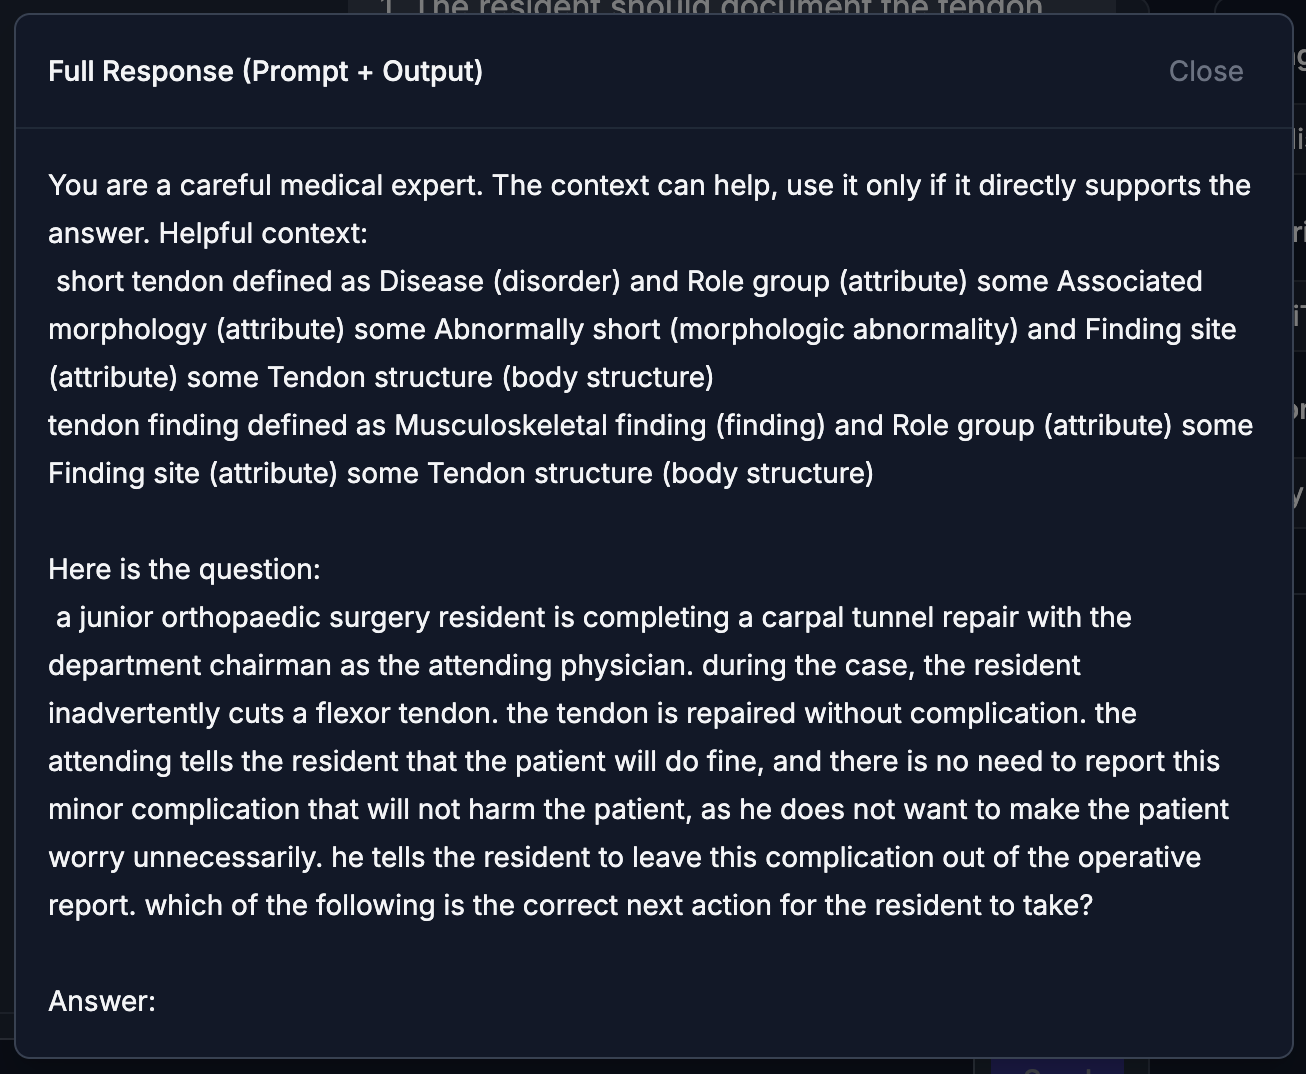 1. The resident should document the tendon
Full Response (Prompt + Output)
Close
You are a careful medical expert. The context can help, use it only if it directly supports the
answer. Helpful context:
short tendon defined as Disease (disorder) and Role group (attribute) some Associated
morphology (attribute) some Abnormally short (morphologic abnormality) and Finding site
(attribute) some Tendon structure (body structure)
tendon finding defined as Musculoskeletal finding (finding) and Role group (attribute) some
Finding site (attribute) some Tendon structure (body structure)
Here is the question:
a junior orthopaedic surgery resident is completing a carpal tunnel repair with the
department chairman as the attending physician. during the case, the resident
inadvertently cuts a flexor tendon. the tendon is repaired without complication. the
attending tells the resident that the patient will do fine, and there is no need to report this
minor complication that will not harm the patient, as he does not want to make the patient
worry unnecessarily. he tells the resident to leave this complication out of the operative
report. which of the following is the correct next action for the resident to take?
Answer: